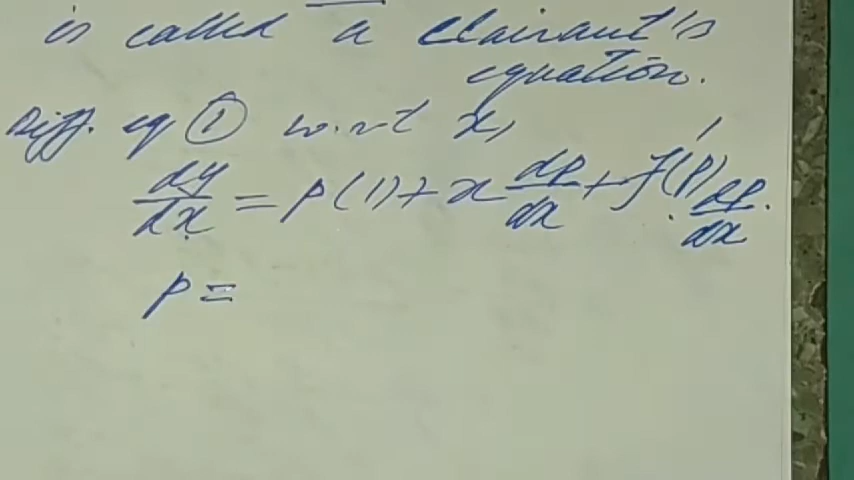 is called a Clairaut's
equation.
Diff. eq ① w.r.t x,
dy/dx = p(1) + x dp/dx + f'(p) . dp/dx.
p =